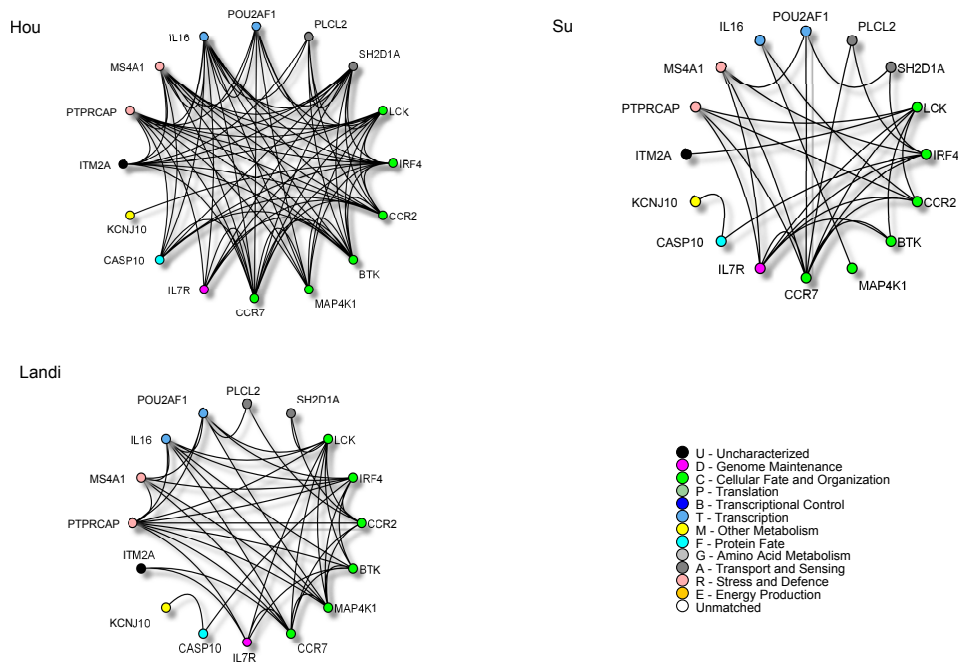 Hou
POU2AF1
IL16
PLCL2
MS4A1
SH2D1A
PTPRCAP
LCK
ITM2A
IRF4
KCNJ10
CCR2
CASP10
BTK
IL7R
MAP4K1
CCR7
Su
POU2AF1
IL16
PLCL2
MS4A1
SH2D1A
PTPRCAP
LCK
ITM2A
IRF4
KCNJ10
CCR2
CASP10
BTK
IL7R
MAP4K1
CCR7
Landi
PLCL2
POU2AF1
SH2D1A
IL16
LCK
MS4A1
IRF4
PTPRCAP
CCR2
ITM2A
BTK
KCNJ10
MAP4K1
CASP10
CCR7
IL7R
U - Uncharacterized
D - Genome Maintenance
C - Cellular Fate and Organization
P - Translation
B - Transcriptional Control
T - Transcription
M - Other Metabolism
F - Protein Fate
G - Amino Acid Metabolism
A - Transport and Sensing
R - Stress and Defence
E - Energy Production
Unmatched